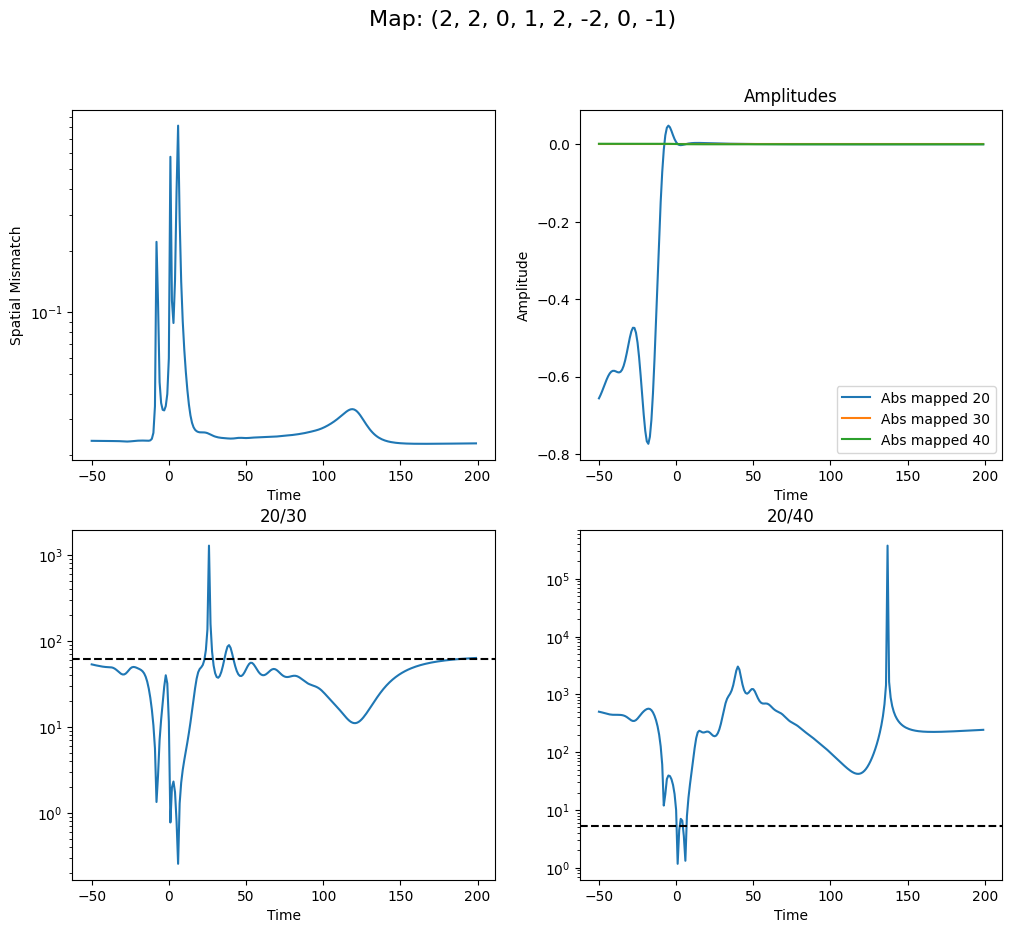 Map: (2, 2, 0, 1, 2, -2, 0, -1)
Spatial Mismatch
10⁻¹
−50 0 50 100 150 200
Time
Amplitudes
Amplitude
0.0
−0.2
−0.4
−0.6
−0.8
Abs mapped 20
Abs mapped 30
Abs mapped 40
−50 0 50 100 150 200
Time
20/30
10³
10²
10¹
10⁰
−50 0 50 100 150 200
Time
20/40
10⁵
10⁴
10³
10²
10¹
10⁰
−50 0 50 100 150 200
Time